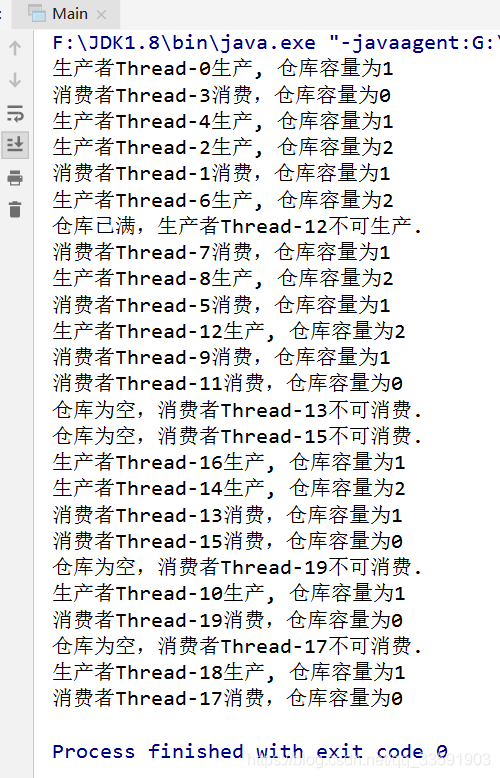 Main
F:\JDK1.8\bin\java.exe "-javaagent:G:\
生产者Thread-0生产, 仓库容量为1
消费者Thread-3消费，仓库容量为0
生产者Thread-4生产, 仓库容量为1
生产者Thread-2生产, 仓库容量为2
消费者Thread-1消费，仓库容量为1
生产者Thread-6生产, 仓库容量为2
仓库已满，生产者Thread-12不可生产.
消费者Thread-7消费，仓库容量为1
生产者Thread-8生产, 仓库容量为2
消费者Thread-5消费，仓库容量为1
生产者Thread-12生产, 仓库容量为2
消费者Thread-9消费，仓库容量为1
消费者Thread-11消费，仓库容量为0
仓库为空，消费者Thread-13不可消费.
仓库为空，消费者Thread-15不可消费.
生产者Thread-16生产, 仓库容量为1
生产者Thread-14生产, 仓库容量为2
消费者Thread-13消费，仓库容量为1
消费者Thread-15消费，仓库容量为0
仓库为空，消费者Thread-19不可消费.
生产者Thread-10生产, 仓库容量为1
消费者Thread-19消费，仓库容量为0
仓库为空，消费者Thread-17不可消费.
生产者Thread-18生产, 仓库容量为1
消费者Thread-17消费，仓库容量为0
Process finished with exit code 0
https://blog.csdn.net/qq_33591903